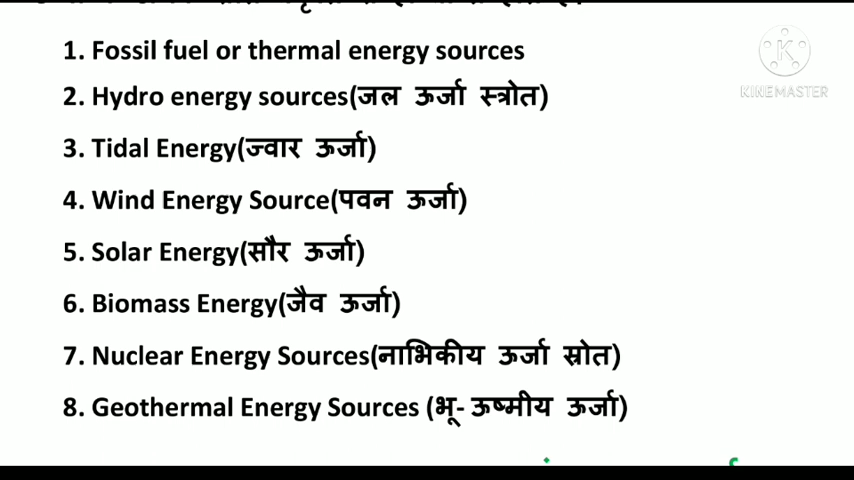 1. Fossil fuel or thermal energy sources
2. Hydro energy sources(जल ऊर्जा स्त्रोत)
3. Tidal Energy(ज्वार ऊर्जा)
4. Wind Energy Source(पवन ऊर्जा)
5. Solar Energy(सौर ऊर्जा)
6. Biomass Energy(जैव ऊर्जा)
7. Nuclear Energy Sources(नाभिकीय ऊर्जा स्रोत)
8. Geothermal Energy Sources (भू- ऊष्मीय ऊर्जा)
K
KINEMASTER